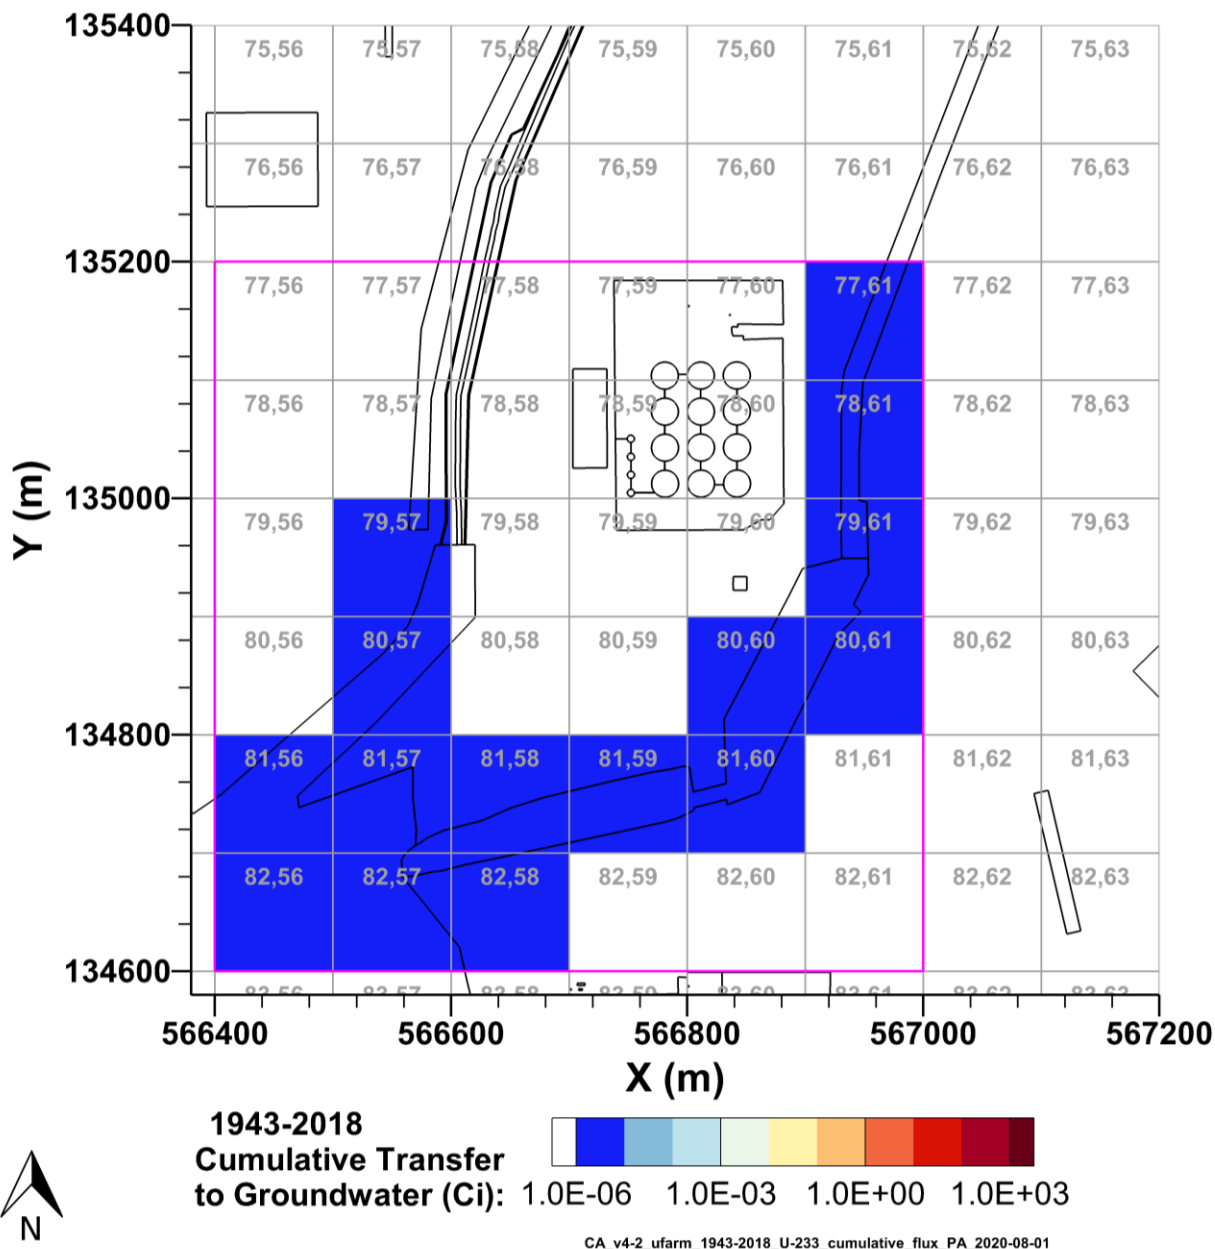 135400
75,56 75,57 75,58 75,59 75,60 75,61 75,62 75,63
76,56 76,57 76,58 76,59 76,60 76,61 76,62 76,63
135200
77,56 77,57 77,58 77,59 77,60 77,61 77,62 77,63
78,56 78,57 78,58 78,59 78,60 78,61 78,62 78,63
Y (m)
135000
79,56 79,57 79,58 79,59 79,60 79,61 79,62 79,63
80,56 80,57 80,58 80,59 80,60 80,61 80,62 80,63
134800
81,56 81,57 81,58 81,59 81,60 81,61 81,62 81,63
82,56 82,57 82,58 82,59 82,60 82,61 82,62 82,63
134600
566400 566600 566800 567000 567200
X (m)
1943-2018
Cumulative Transfer
to Groundwater (Ci): 1.0E-06 1.0E-03 1.0E+00 1.0E+03
N
CA_v4-2_ufarm_1943-2018_U-233_cumulative_flux_PA_2020-08-01